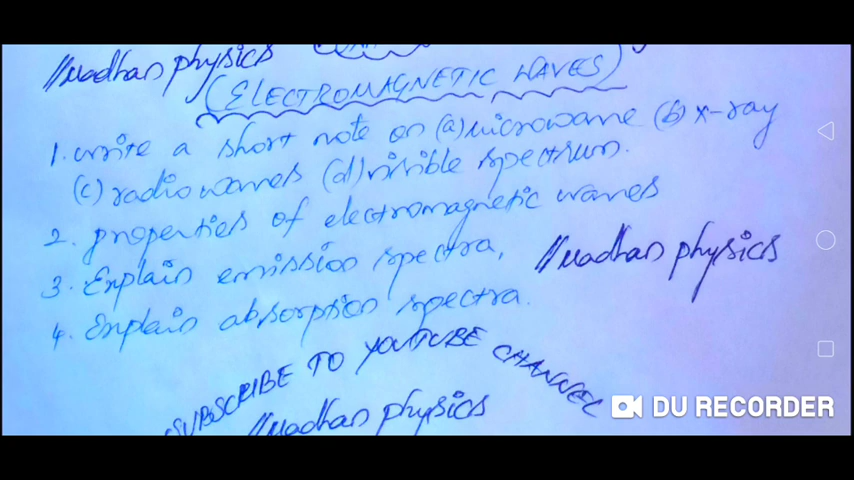 Madhan physics
(ELECTROMAGNETIC WAVES)
1. write a short note on (a) microwave (b) x-ray
(c) radio waves (d) visible spectrum.
2. properties of electromagnetic waves
3. Explain emission spectra,
Madhan physics
4. Explain absorption spectra.
SUBSCRIBE TO YOUTUBE CHANNEL
Madhan physics
DU RECORDER